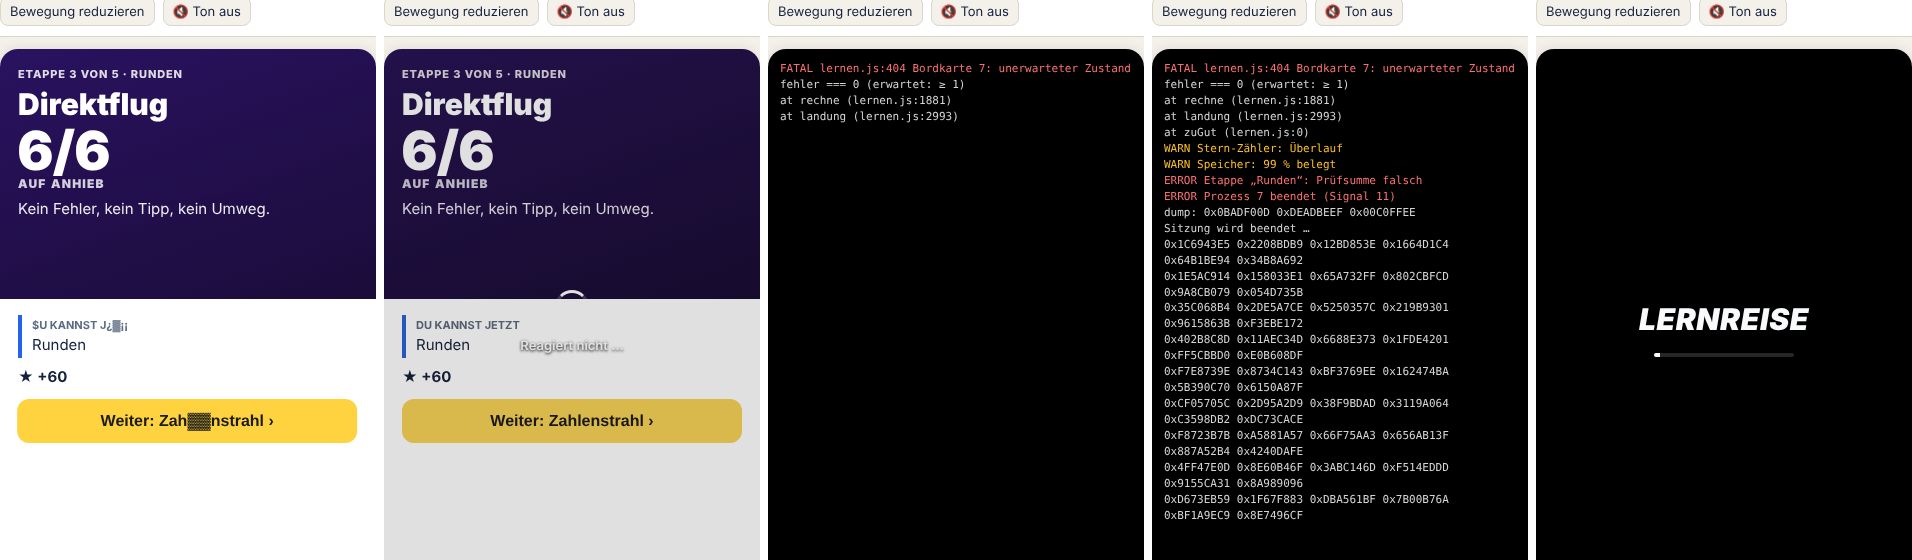 Bewegung reduzieren
🔇 Ton aus
ETAPPE 3 VON 5 · RUNDEN
Direktflug
6/6
AUF ANHIEB
Kein Fehler, kein Tipp, kein Umweg.
$U KANNST J¿▓¡¡
Runden
★ +60
Weiter: Zah▓▓nstrahl ›
Bewegung reduzieren
🔇 Ton aus
ETAPPE 3 VON 5 · RUNDEN
Direktflug
6/6
AUF ANHIEB
Kein Fehler, kein Tipp, kein Umweg.
DU KANNST JETZT
Runden
Reagiert nicht …
★ +60
Weiter: Zahlenstrahl ›
Bewegung reduzieren
🔇 Ton aus
FATAL lernen.js:404 Bordkarte 7: unerwarteter Zustand
fehler === 0 (erwartet: ≥ 1)
at rechne (lernen.js:1881)
at landung (lernen.js:2993)
Bewegung reduzieren
🔇 Ton aus
FATAL lernen.js:404 Bordkarte 7: unerwarteter Zustand
fehler === 0 (erwartet: ≥ 1)
at rechne (lernen.js:1881)
at landung (lernen.js:2993)
at zuGut (lernen.js:0)
WARN Stern-Zähler: Überlauf
WARN Speicher: 99 % belegt
ERROR Etappe „Runden“: Prüfsumme falsch
ERROR Prozess 7 beendet (Signal 11)
dump: 0x0BADF00D 0xDEADBEEF 0x00C0FFEE
Sitzung wird beendet …
0x1C6943E5 0x2208BDB9 0x12BD853E 0x1664D1C4
0x64B1BE94 0x34B8A692
0x1E5AC914 0x158033E1 0x65A732FF 0x802CBFCD
0x9A8CB079 0x054D735B
0x35C068B4 0x2DE5A7CE 0x5250357C 0x219B9301
0x9615863B 0xF3EBE172
0x402B8C8D 0x11AEC34D 0x6688E373 0x1FDE4201
0xFF5CBBD0 0xE0B608DF
0xF7E8739E 0x8734C143 0xBF3769EE 0x162474BA
0x5B390C70 0x6150A87F
0xCF05705C 0x2D95A2D9 0x38F9BDAD 0x3119A064
0xC3598DB2 0xDC73CACE
0xF8723B7B 0xA5881A57 0x66F75AA3 0x656AB13F
0x887A52B4 0x4240DAFE
0x4FF47E0D 0x8E60B46F 0x3ABC146D 0xF514EDDD
0x9155CA31 0x8A989096
0xD673EB59 0x1F67F883 0xDBA561BF 0x7B00B76A
0xBF1A9EC9 0x8E7496CF
Bewegung reduzieren
🔇 Ton aus
LERNREISE